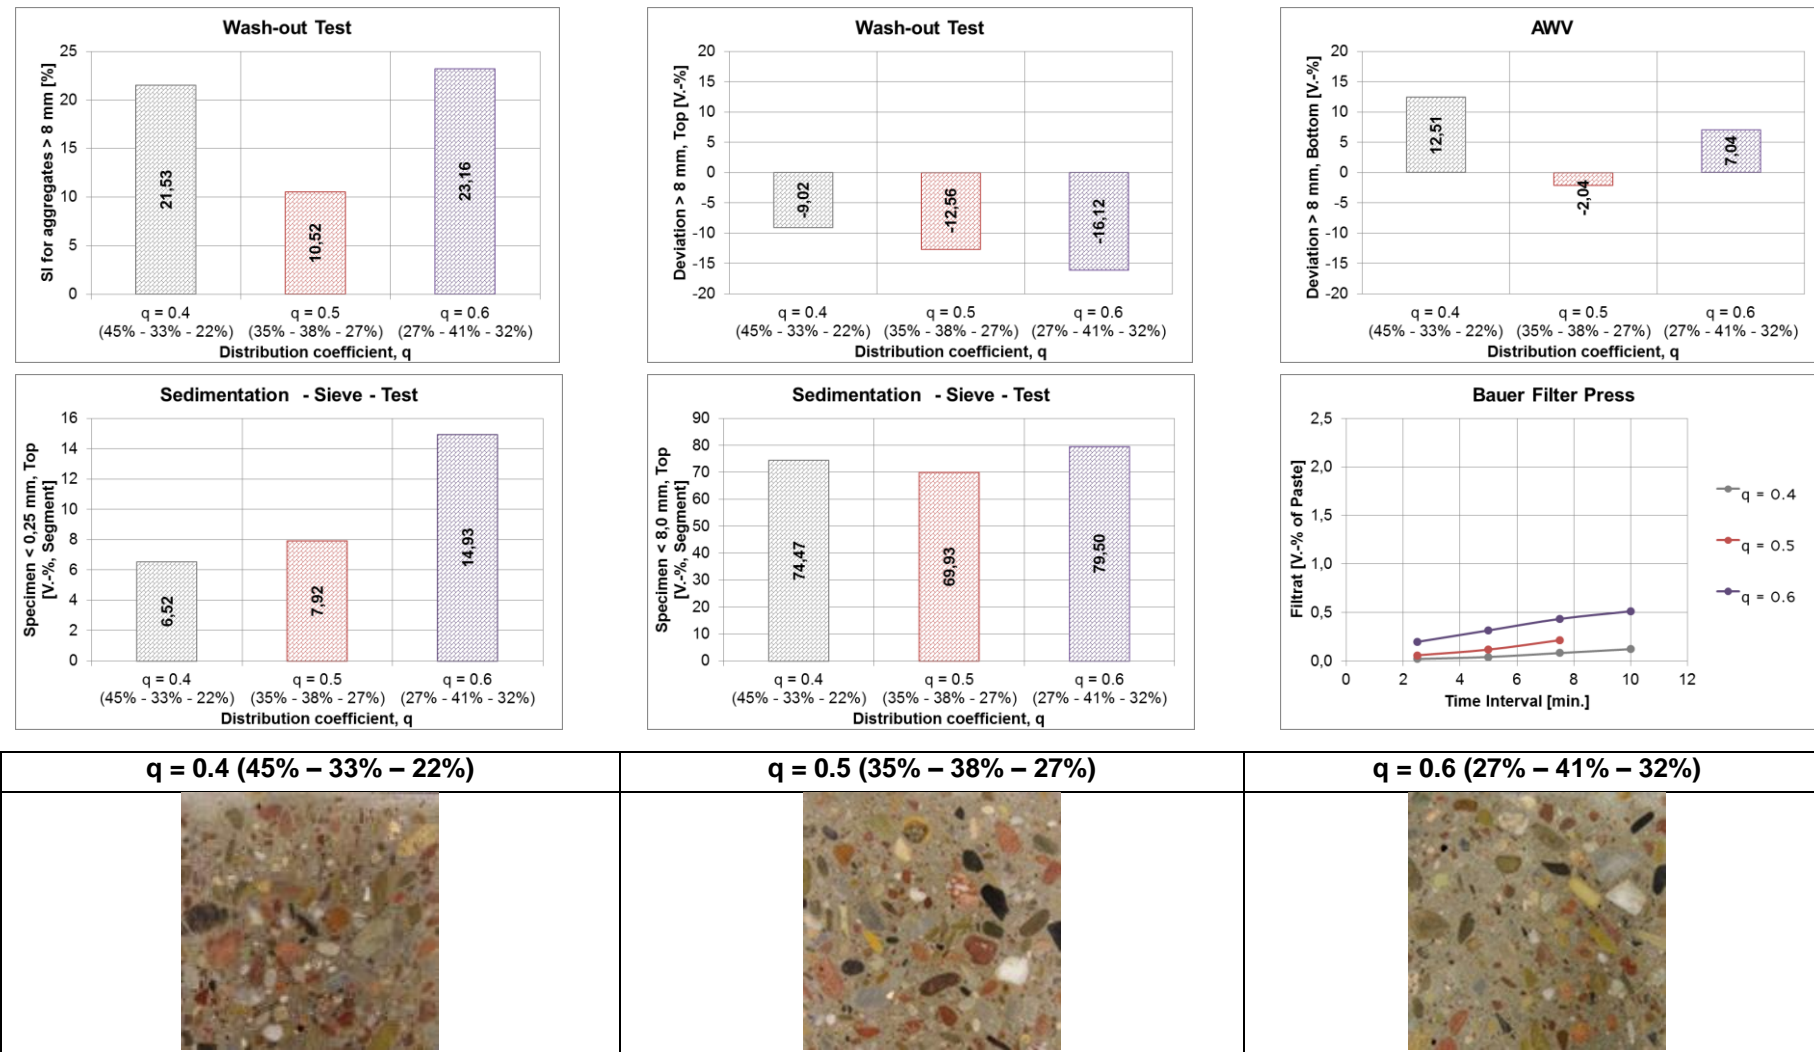 Wash-out Test
SI for aggregates > 8 mm [%]
25
20
15
10
5
0
21,53
10,52
23,16
q = 0.4
(45% - 33% - 22%)
q = 0.5
(35% - 38% - 27%)
q = 0.6
(27% - 41% - 32%)
Distribution coefficient, q
Wash-out Test
Deviation > 8 mm, Top [V.-%]
20
15
10
5
0
-5
-10
-15
-20
-9,02
-12,56
-16,12
q = 0.4
(45% - 33% - 22%)
q = 0.5
(35% - 38% - 27%)
q = 0.6
(27% - 41% - 32%)
Distribution coefficient, q
AWV
Deviation > 8 mm, Bottom [V.-%]
20
15
10
5
0
-5
-10
-15
-20
12,51
-2,04
7,04
q = 0.4
(45% - 33% - 22%)
q = 0.5
(35% - 38% - 27%)
q = 0.6
(27% - 41% - 32%)
Distribution coefficient, q
Sedimentation - Sieve - Test
Specimen < 0,25 mm, Top
[V.-%, Segment]
16
14
12
10
8
6
4
2
0
6,52
7,92
14,93
q = 0.4
(45% - 33% - 22%)
q = 0.5
(35% - 38% - 27%)
q = 0.6
(27% - 41% - 32%)
Distribution coefficient, q
Sedimentation - Sieve - Test
Specimen < 8,0 mm, Top
[V.-%, Segment]
90
80
70
60
50
40
30
20
10
0
74,47
69,93
79,50
q = 0.4
(45% - 33% - 22%)
q = 0.5
(35% - 38% - 27%)
q = 0.6
(27% - 41% - 32%)
Distribution coefficient, q
Bauer Filter Press
Filtrat [V.-% of Paste]
2,5
2,0
1,5
1,0
0,5
0,0
0 2 4 6 8 10 12
Time Interval [min.]
q = 0.4
q = 0.5
q = 0.6
q = 0.4 (45% – 33% – 22%)
q = 0.5 (35% – 38% – 27%)
q = 0.6 (27% – 41% – 32%)